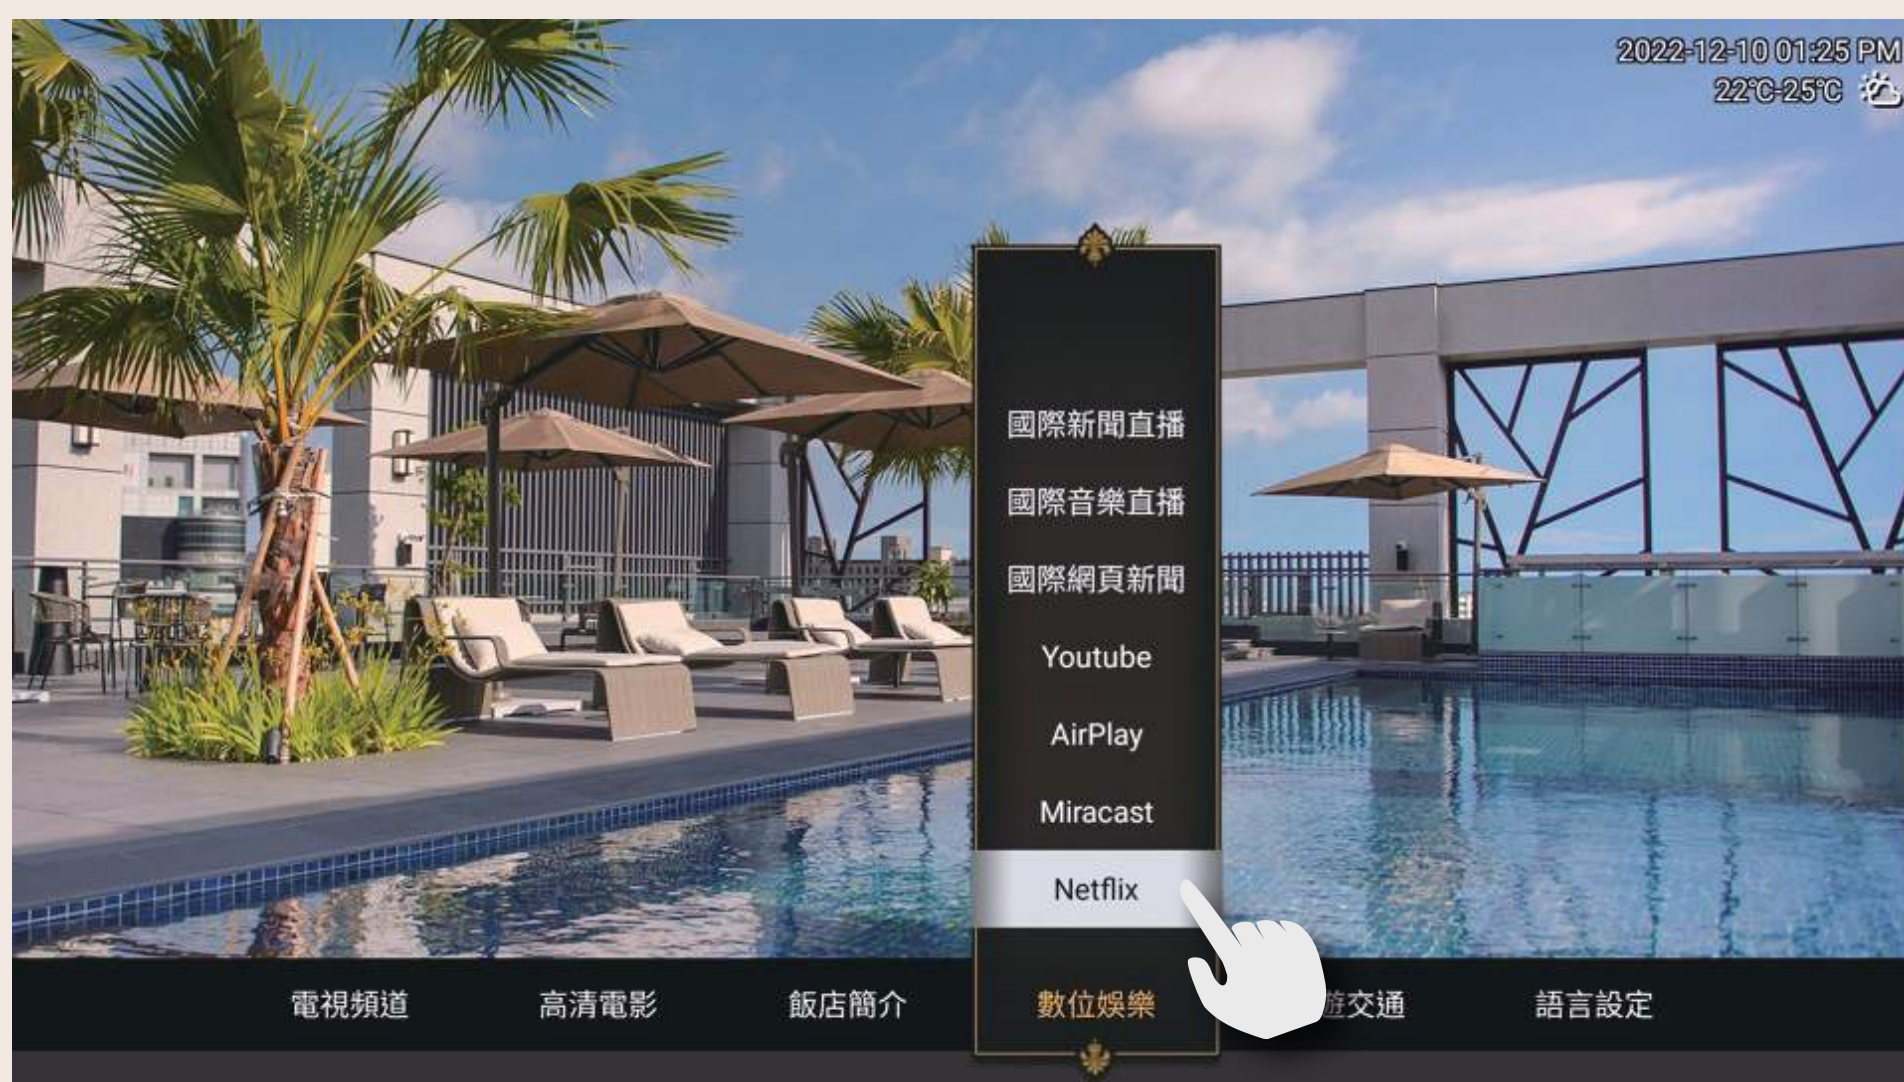 2022-12-10 01:25 PM
22°C-25°C
國際新聞直播
國際音樂直播
國際網頁新聞
Youtube
AirPlay
Miracast
Netflix
電視頻道 高清電影 飯店簡介 數位娛樂 遊交通 語言設定